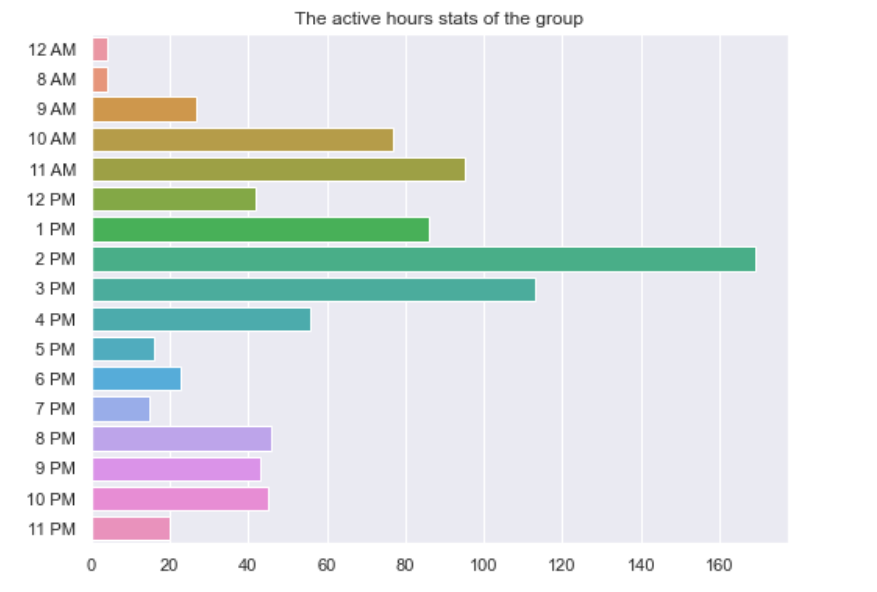 The active hours stats of the group
12 AM
8 AM
9 AM
10 AM
11 AM
12 PM
1 PM
2 PM
3 PM
4 PM
5 PM
6 PM
7 PM
8 PM
9 PM
10 PM
11 PM
0 20 40 60 80 100 120 140 160